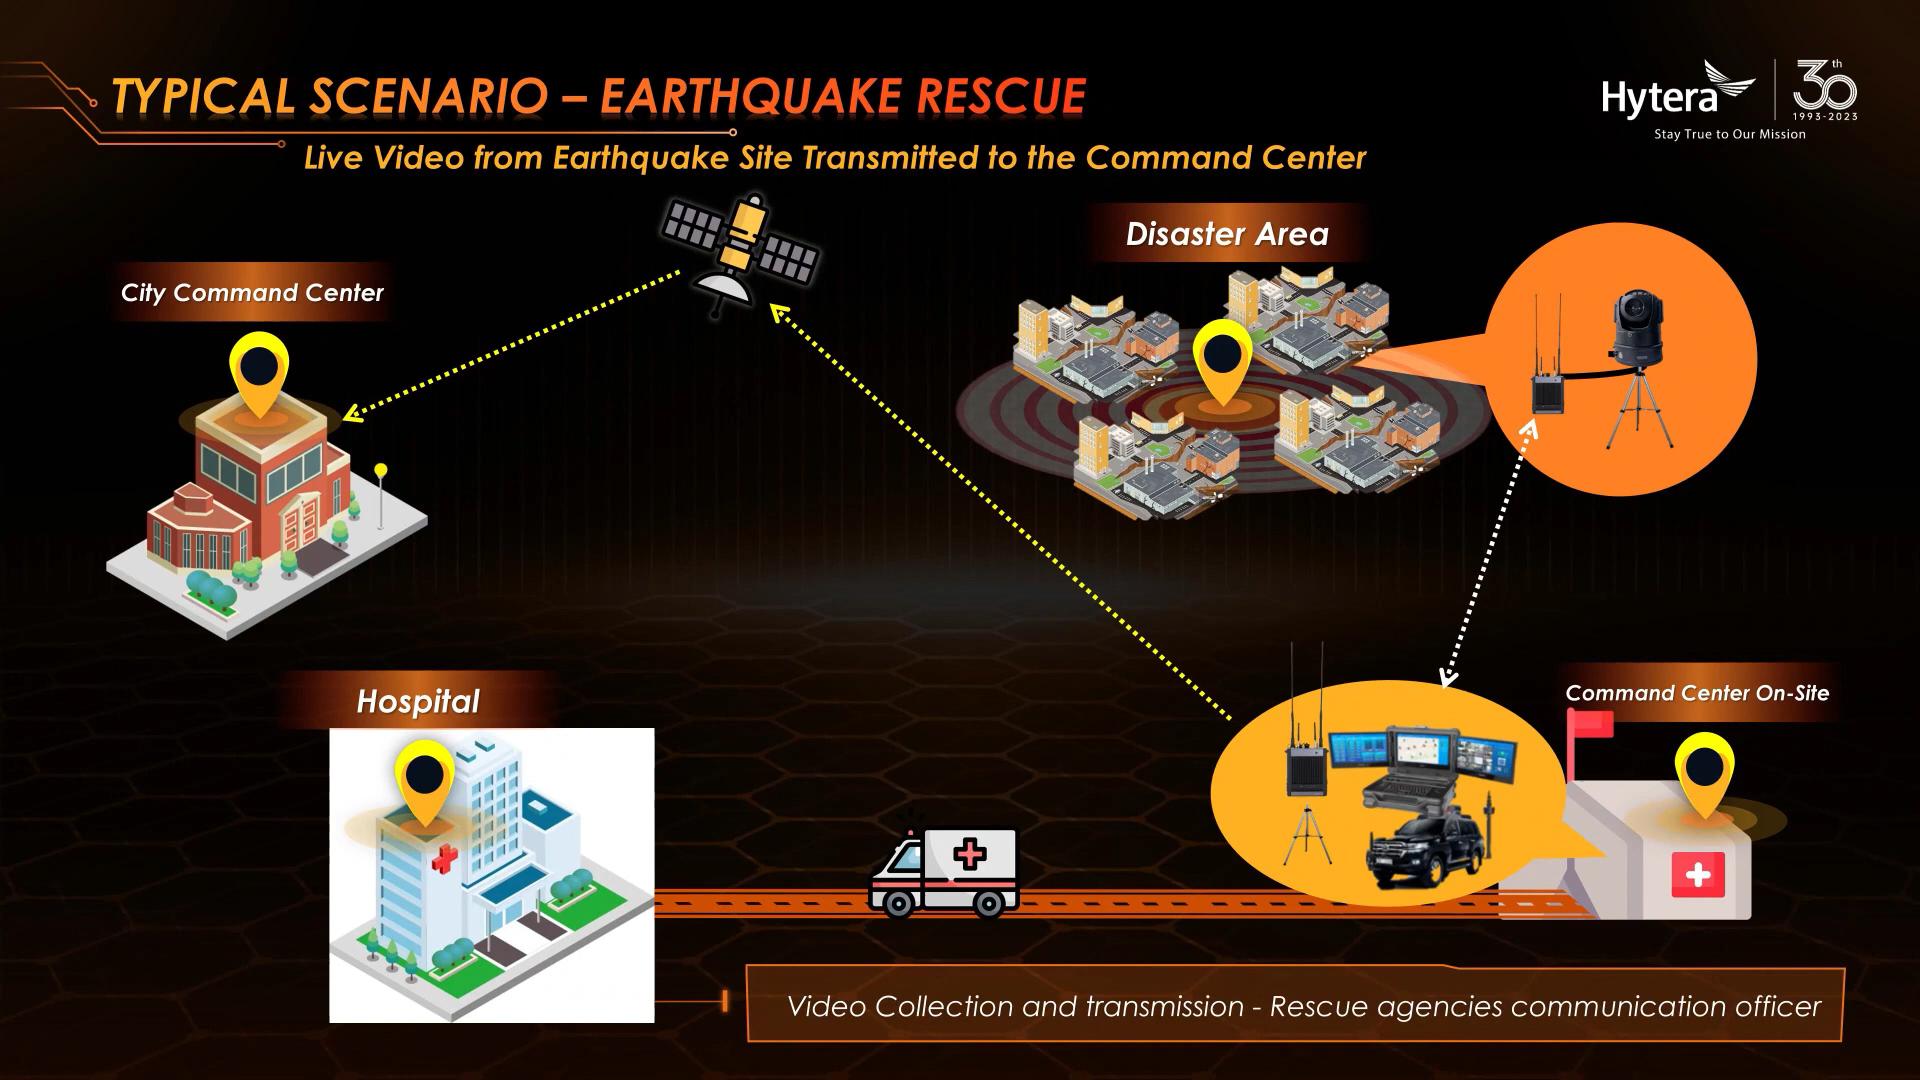 TYPICAL SCENARIO – EARTHQUAKE RESCUE
Live Video from Earthquake Site Transmitted to the Command Center
Hytera
30th
1993-2023
Stay True to Our Mission
City Command Center
Disaster Area
Hospital
Command Center On-Site
Video Collection and transmission - Rescue agencies communication officer